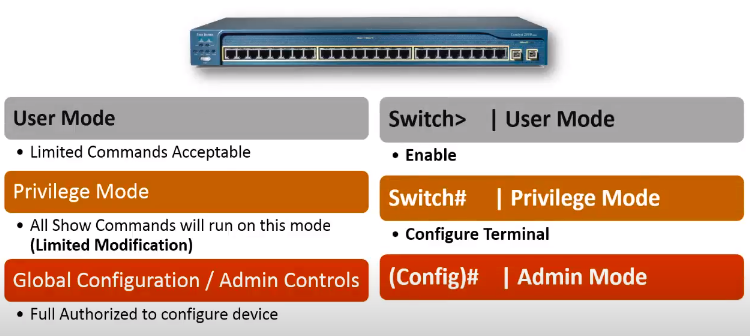 User Mode
• Limited Commands Acceptable
Privilege Mode
• All Show Commands will run on this mode
(Limited Modification)
Global Configuration / Admin Controls
• Full Authorized to configure device
Switch> | User Mode
• Enable
Switch# | Privilege Mode
• Configure Terminal
(Config)# | Admin Mode